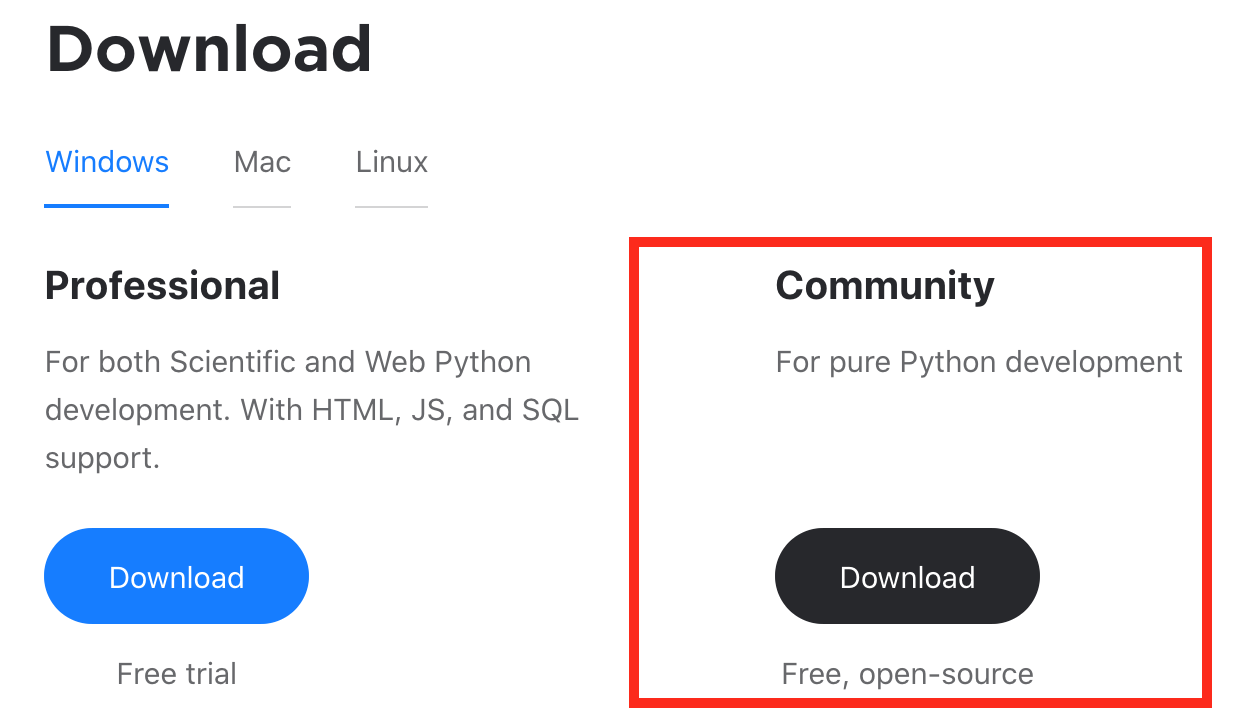 Download
Windows Mac Linux
Professional
For both Scientific and Web Python
development. With HTML, JS, and SQL
support.
Download
Free trial
Community
For pure Python development
Download
Free, open-source